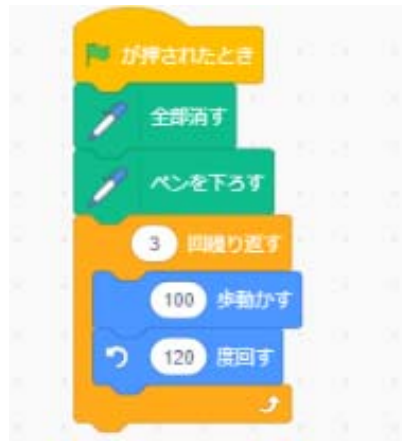 が押されたとき
全部消す
ペンを下ろす
3 回繰り返す
100 歩動かす
120 度回す